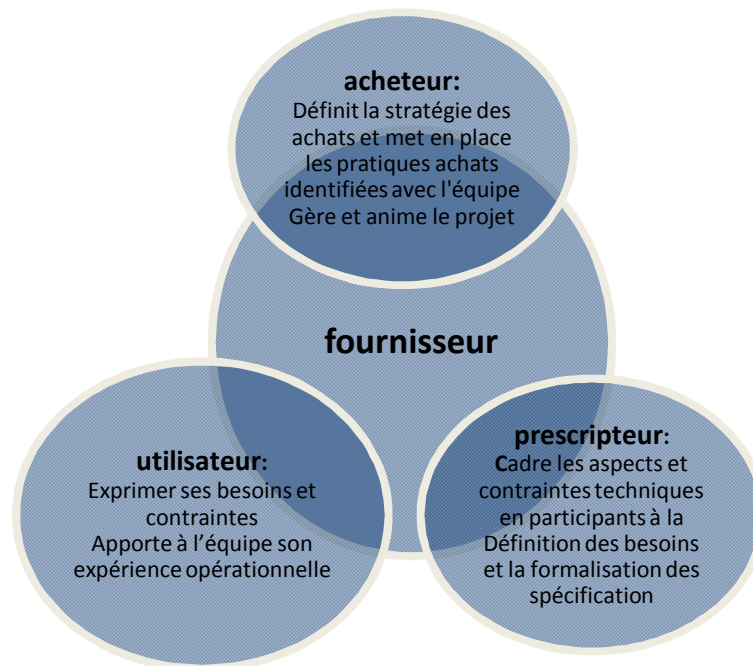 acheteur:
Définit la stratégie des
achats et met en place
les pratiques achats
identifiées avec l'équipe
Gère et anime le projet
fournisseur
utilisateur:
Exprimer ses besoins et
contraintes
Apporte à l’équipe son
expérience opérationnelle
prescripteur:
Cadre les aspects et
contraintes techniques
en participants à la
Définition des besoins
et la formalisation des
spécification